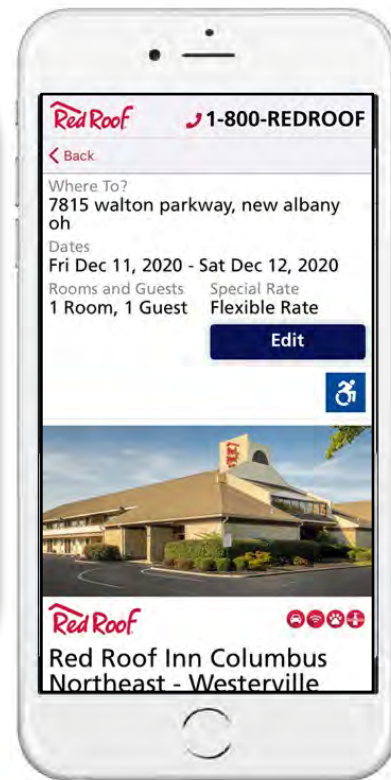 Red Roof
1-800-REDROOF
Back
Where To?
7815 walton parkway, new albany
oh
Dates
Fri Dec 11, 2020 - Sat Dec 12, 2020
Rooms and Guests Special Rate
1 Room, 1 Guest Flexible Rate
Edit
Red Roof
Red Roof Inn Columbus
Northeast - Westerville